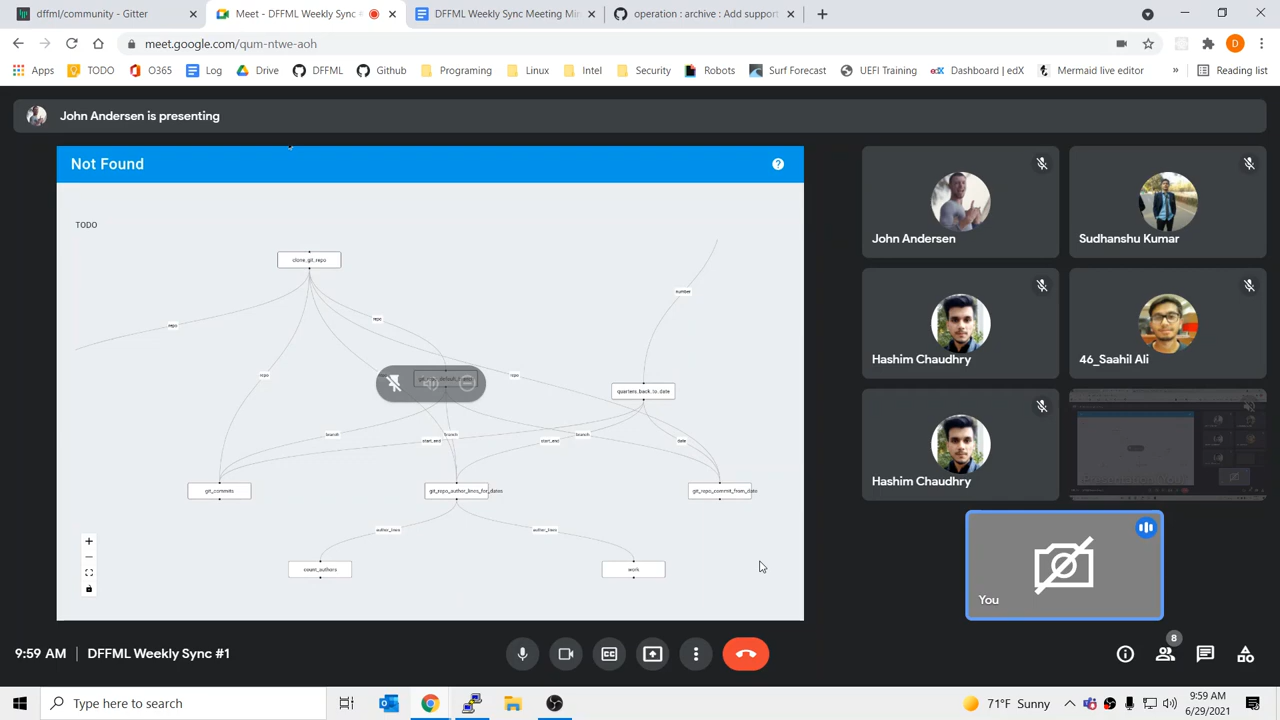 dffml/community - Gitter
Meet - DFFML Weekly Sync
DFFML Weekly Sync Meeting Min
operation : archive : Add support
meet.google.com/qum-ntwe-aoh
D
Apps
TODO
O365
Log
Drive
DFFML
Github
Programing
Linux
Intel
Security
Robots
Surf Forecast
UEFI Training
edX
Dashboard | edX
Mermaid live editor
»
Reading list
John Andersen is presenting
Not Found
?
TODO
clone_git_repo
number
repo
repo
repo
repo
quarters_back_to_date
branch
start_end
branch
start_end
branch
date
git_commits
git_repo_author_lines_for_dates
git_repo_commit_from_date
author_lines
author_lines
count_authors
work
John Andersen
Sudhanshu Kumar
Hashim Chaudhry
46_Saahil Ali
Hashim Chaudhry
You
9:59 AM
DFFML Weekly Sync #1
CC
8
Type here to search
71°F Sunny
9:59 AM
6/29/2021